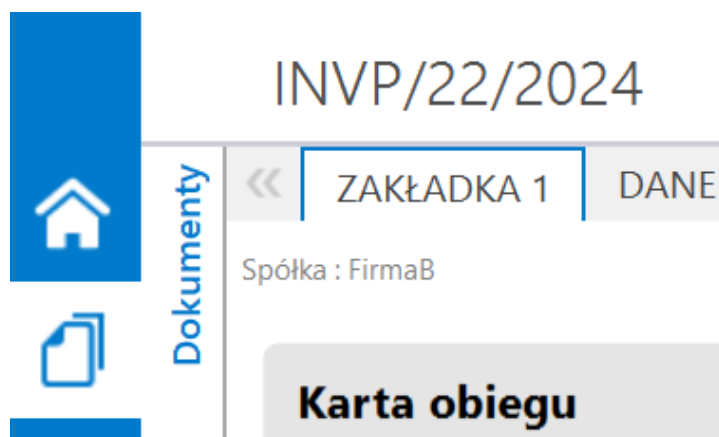 INVP/22/2024
Dokumenty
ZAKŁADKA 1
DANE
Spółka : FirmaB
Karta obiegu